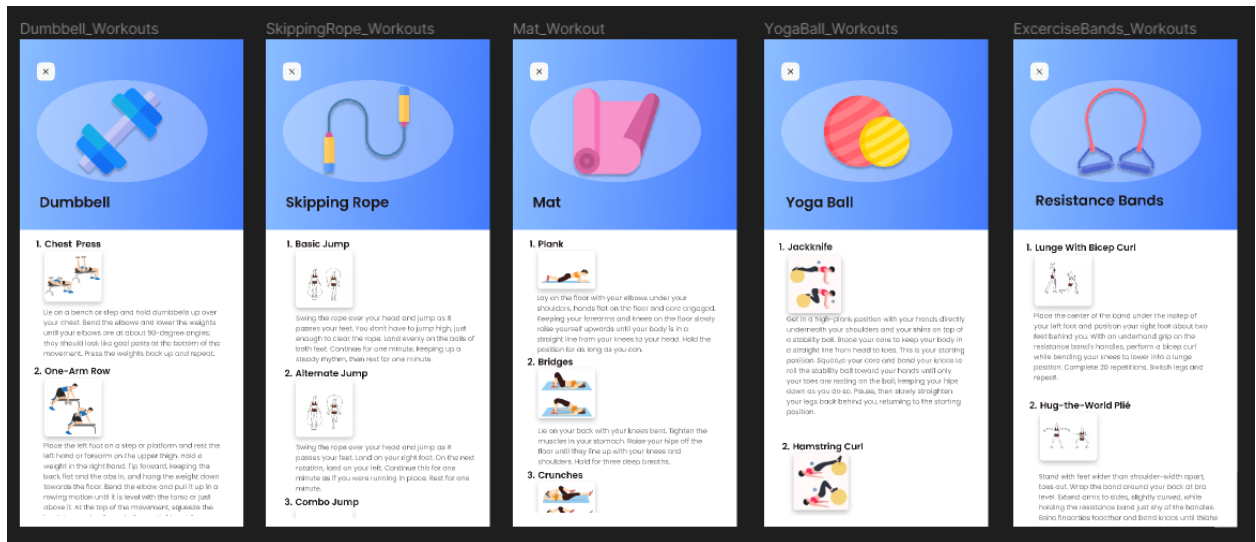 Dumbbell_Workouts
Dumbbell
1. Chest Press
Lie on a bench or step and hold dumbbells up over
your chest. Bend the elbows and lower the weights
until your elbows are at about 90-degree angles;
they should look like goal posts at the bottom of the
movement. Press the weights back up and repeat.
2. One-Arm Row
Place the left foot on a step or platform and rest the
left hand or forearm on the upper thigh. Hold a
weight in the right hand. Tip forward, keeping the
back flat and the abs in, and hang the weight down
towards the floor. Bend the elbow and pull it up in a
rowing motion until it is level with the torso or just
above it. At the top of the movement, squeeze the
SkippingRope_Workouts
Skipping Rope
1. Basic Jump
Swing the rope over your head and jump as it
passes your feet. You don't have to jump high, just
enough to clear the rope. Land evenly on the balls of
both feet. Continue for one minute, keeping up a
steady rhythm, then rest for one minute.
2. Alternate Jump
Swing the rope over your head and jump as it
passes your feet. Land on your right foot. On the next
rotation, land on your left. Continue this for one
minute as if you were running in place. Rest for one
minute.
3. Combo Jump
Mat_Workout
Mat
1. Plank
Lay on the floor with your elbows under your
shoulders, hands flat on the floor and core engaged.
Keeping your forearms and knees on the floor slowly
raise yourself upwards until your body is in a
straight line from your knees to your head. Hold the
position for as long as you can.
2. Bridges
Lie on your back with your knees bent. Tighten the
muscles in your stomach. Raise your hips off the
floor until they line up with your knees and
shoulders. Hold for three deep breaths.
3. Crunches
YogaBall_Workouts
Yoga Ball
1. Jackknife
Get in a high-plank position with your hands directly
underneath your shoulders and your shins on top of
a stability ball. Brace your core to keep your body in
a straight line from head to toes. This is your starting
position. Squeeze your core and bend your knees to
roll the stability ball toward your hands until only
your toes are resting on the ball, keeping your hips
down as you do so. Pause, then slowly straighten
your legs back behind you, returning to the starting
position.
2. Hamstring Curl
ExcerciseBands_Workouts
Resistance Bands
1. Lunge With Bicep Curl
Place the center of the band under the instep of
your left foot and position your right foot about two
feet behind you. With an underhand grip on the
resistance band's handles, perform a bicep curl
while bending your knees to lower into a lunge
position. Complete 20 repetitions. Switch legs and
repeat.
2. Hug-the-World Plié
Stand with feet wider than shoulder-width apart,
toes out. Wrap the band around your back at bra
level. Extend arms to sides, slightly curved, while
holding the resistance band just shy of the handles.
Bring fingertips together and bend knees until thighs